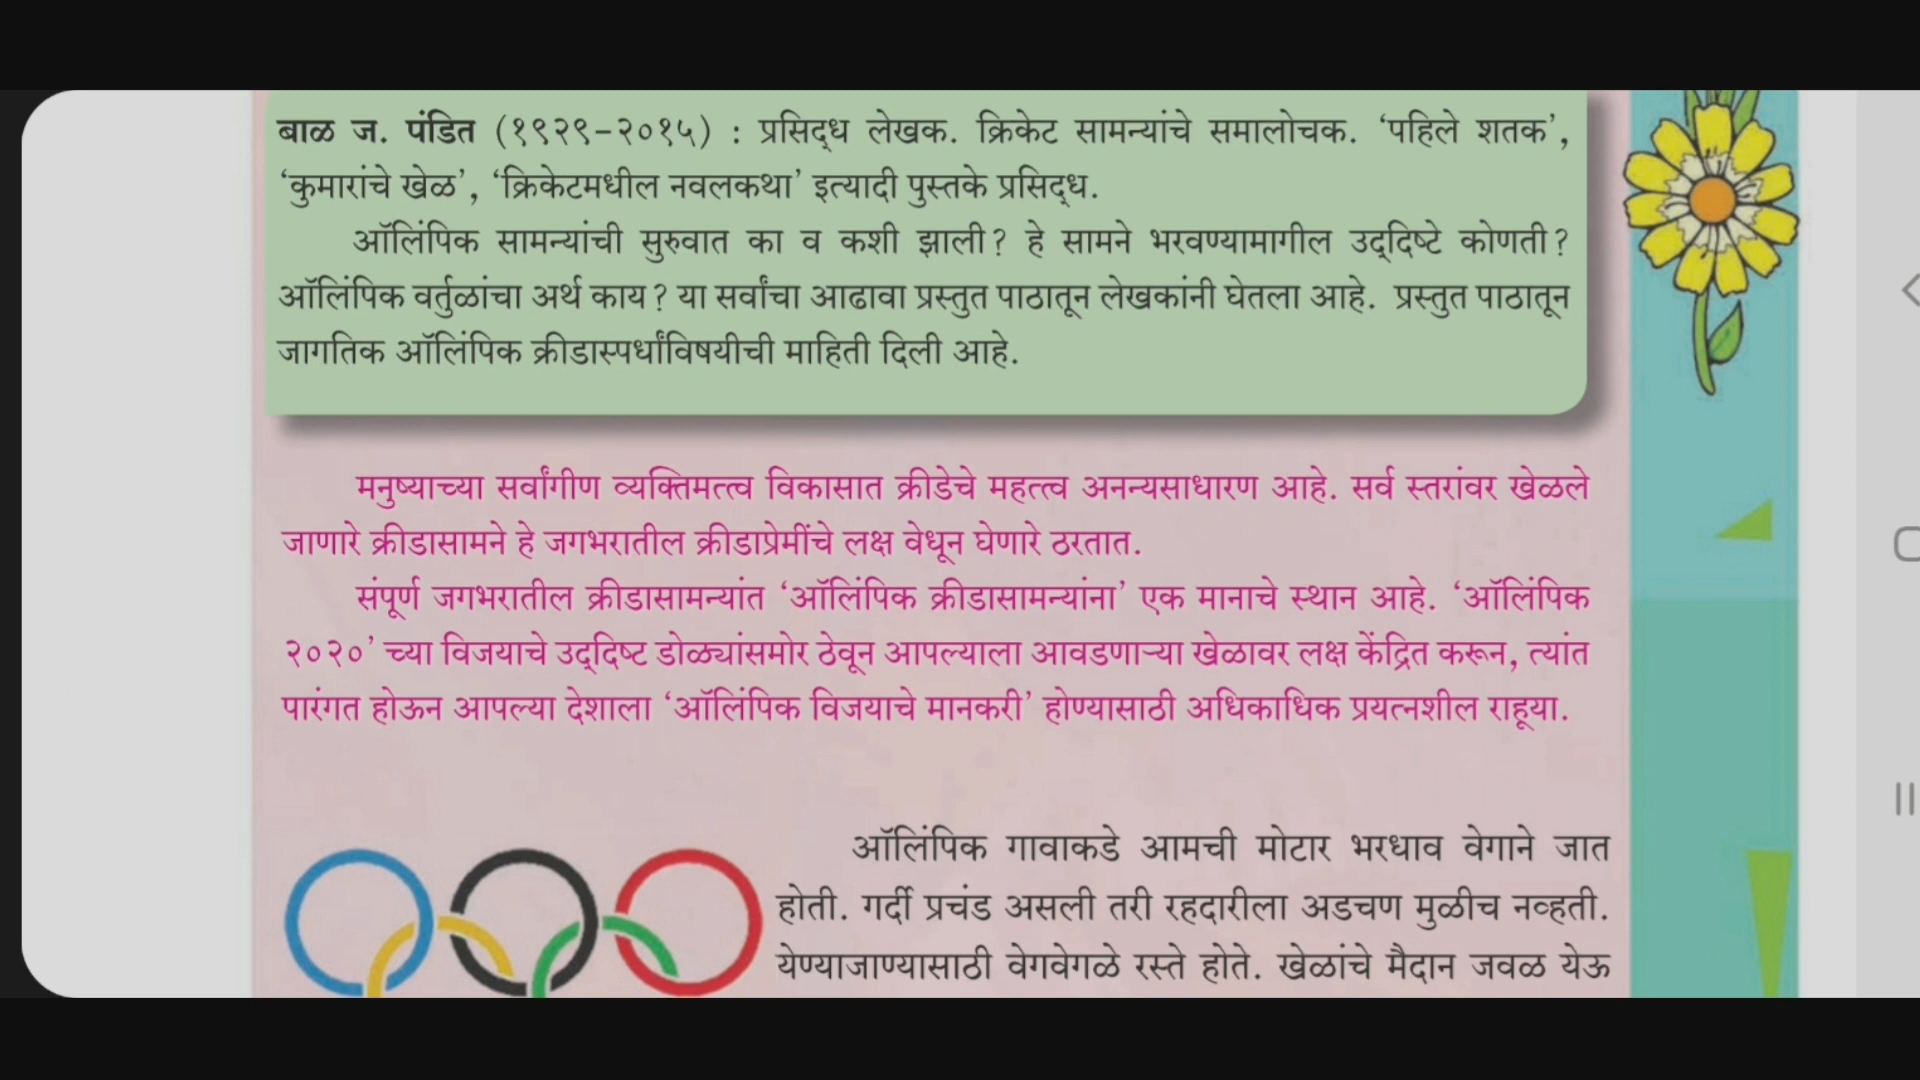 बाळ ज. पंडित (१९२९-२०१५) : प्रसिद्ध लेखक. क्रिकेट सामन्यांचे समालोचक. ‘पहिले शतक’,
‘कुमारांचे खेळ’, ‘क्रिकेटमधील नवलकथा’ इत्यादी पुस्तके प्रसिद्ध.
ऑलिंपिक सामन्यांची सुरुवात का व कशी झाली? हे सामने भरवण्यामागील उद्दिष्टे कोणती?
ऑलिंपिक वर्तुळांचा अर्थ काय? या सर्वांचा आढावा प्रस्तुत पाठातून लेखकांनी घेतला आहे. प्रस्तुत पाठातून
जागतिक ऑलिंपिक क्रीडास्पर्धांविषयीची माहिती दिली आहे.
मनुष्याच्या सर्वांगीण व्यक्तिमत्त्व विकासात क्रीडेचे महत्त्व अनन्यसाधारण आहे. सर्व स्तरांवर खेळले
जाणारे क्रीडासामने हे जगभरातील क्रीडाप्रेमींचे लक्ष वेधून घेणारे ठरतात.
संपूर्ण जगभरातील क्रीडासामन्यांत ‘ऑलिंपिक क्रीडासामन्यांना’ एक मानाचे स्थान आहे. ‘ऑलिंपिक
२०२०’ च्या विजयाचे उद्दिष्ट डोळ्यांसमोर ठेवून आपल्याला आवडणाऱ्या खेळावर लक्ष केंद्रित करून, त्यांत
पारंगत होऊन आपल्या देशाला ‘ऑलिंपिक विजयाचे मानकरी’ होण्यासाठी अधिकाधिक प्रयत्नशील राहूया.
ऑलिंपिक गावाकडे आमची मोटार भरधाव वेगाने जात
होती. गर्दी प्रचंड असली तरी रहदारीला अडचण मुळीच नव्हती.
येण्याजाण्यासाठी वेगवेगळे रस्ते होते. खेळांचे मैदान जवळ येऊ